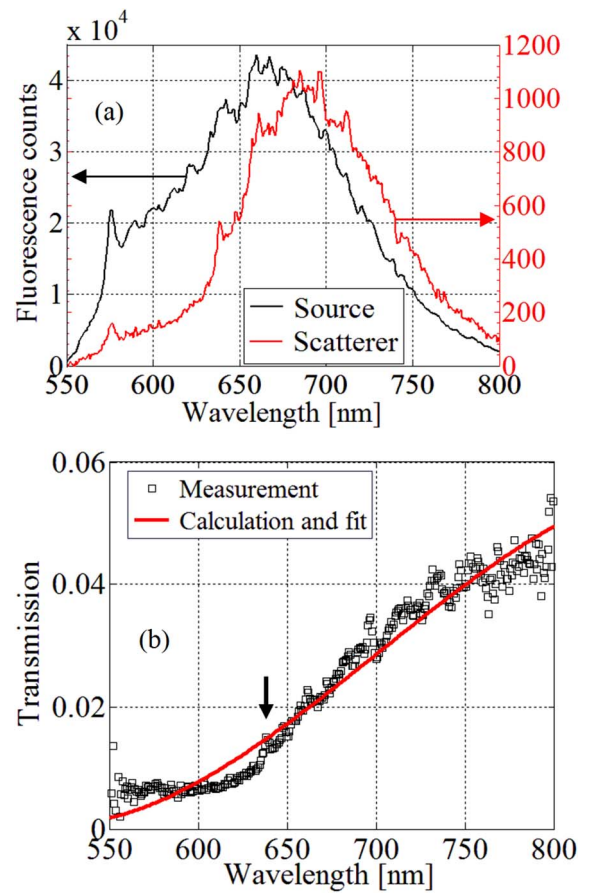 x 10⁴
(a)
Fluorescence counts
4
3
2
1
0
1200
1000
800
600
400
200
0
Source
Scatterer
550 600 650 700 750 800
Wavelength [nm]
0.06
0.04
0.02
0
Transmission
Measurement
Calculation and fit
(b)
550 600 650 700 750 800
Wavelength [nm]